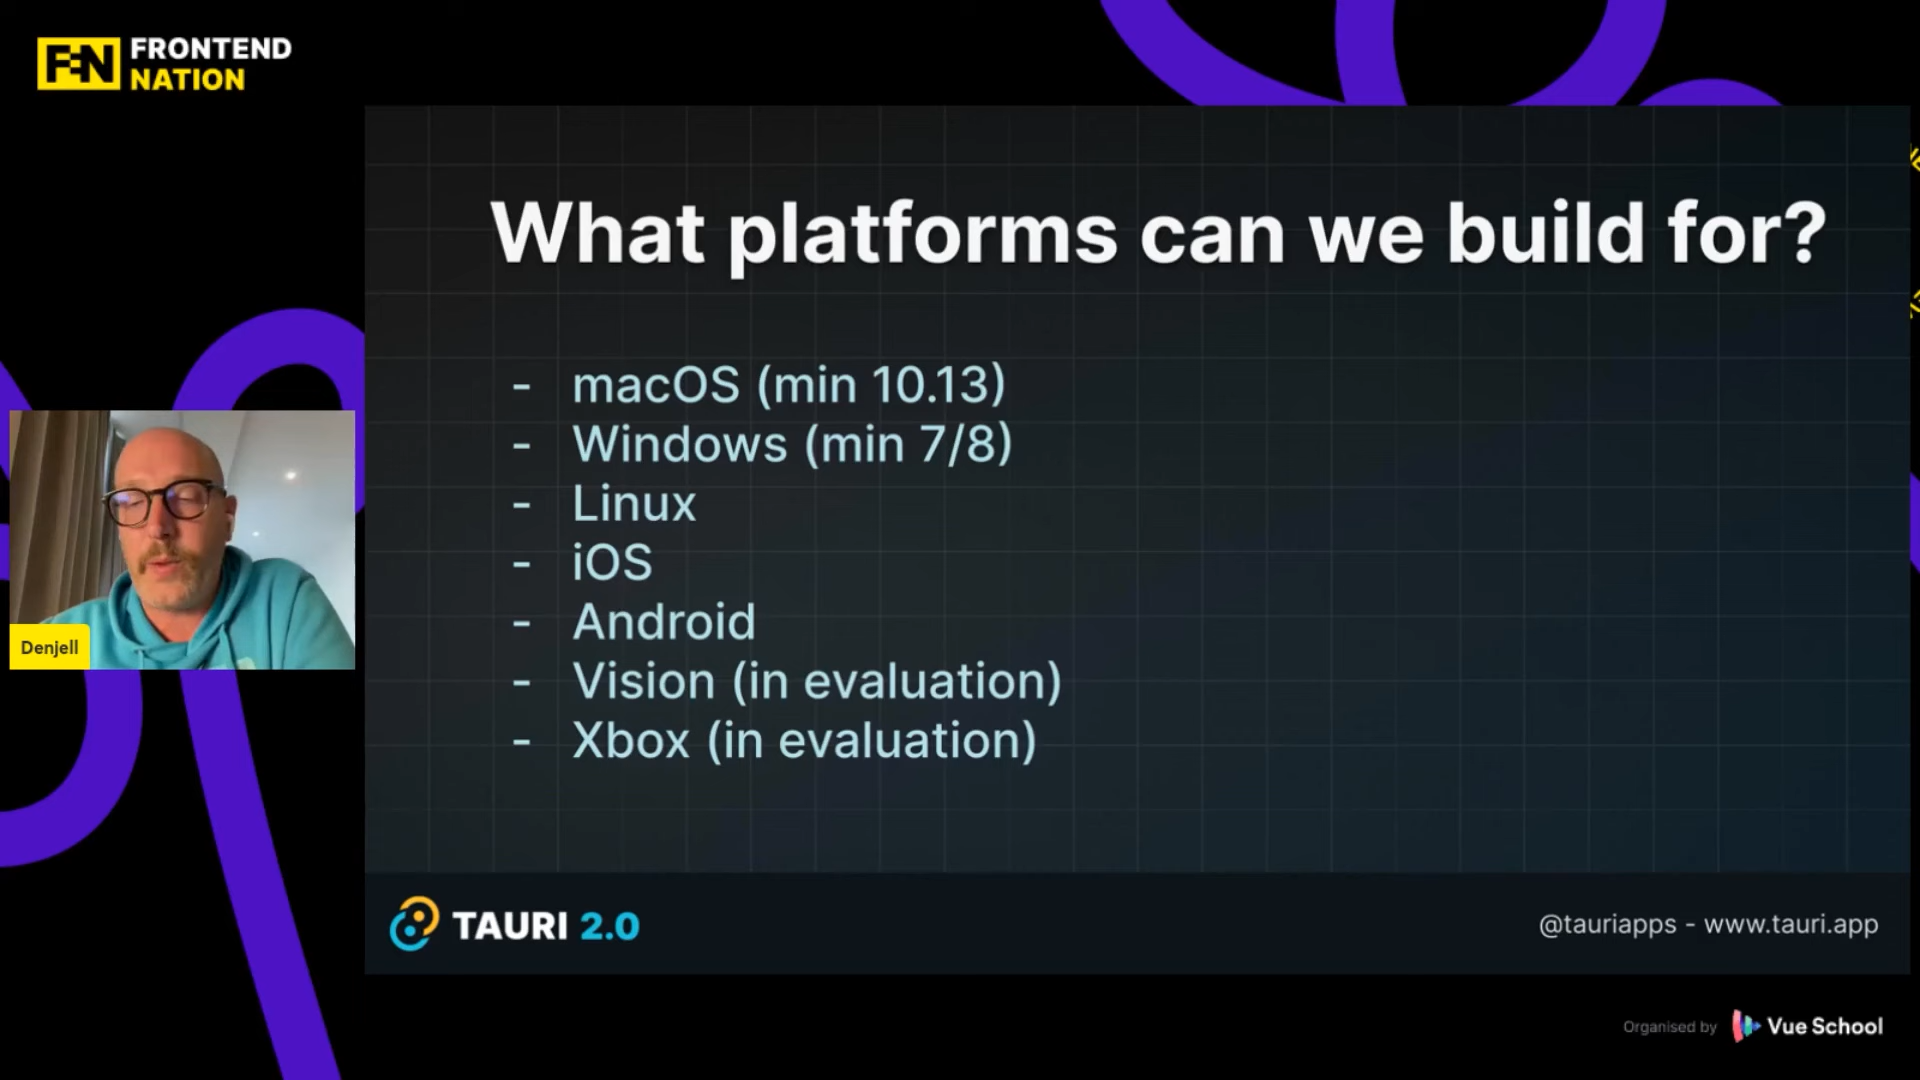 FRONTEND
NATION
What platforms can we build for?
- macOS (min 10.13)
- Windows (min 7/8)
- Linux
- iOS
- Android
- Vision (in evaluation)
- Xbox (in evaluation)
Denjell
TAURI 2.0
@tauriapps - www.tauri.app
Organised by Vue School